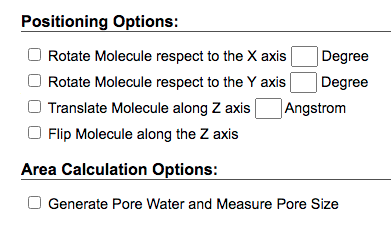 Positioning Options:
Rotate Molecule respect to the X axis Degree
Rotate Molecule respect to the Y axis Degree
Translate Molecule along Z axis Angstrom
Flip Molecule along the Z axis
Area Calculation Options:
Generate Pore Water and Measure Pore Size